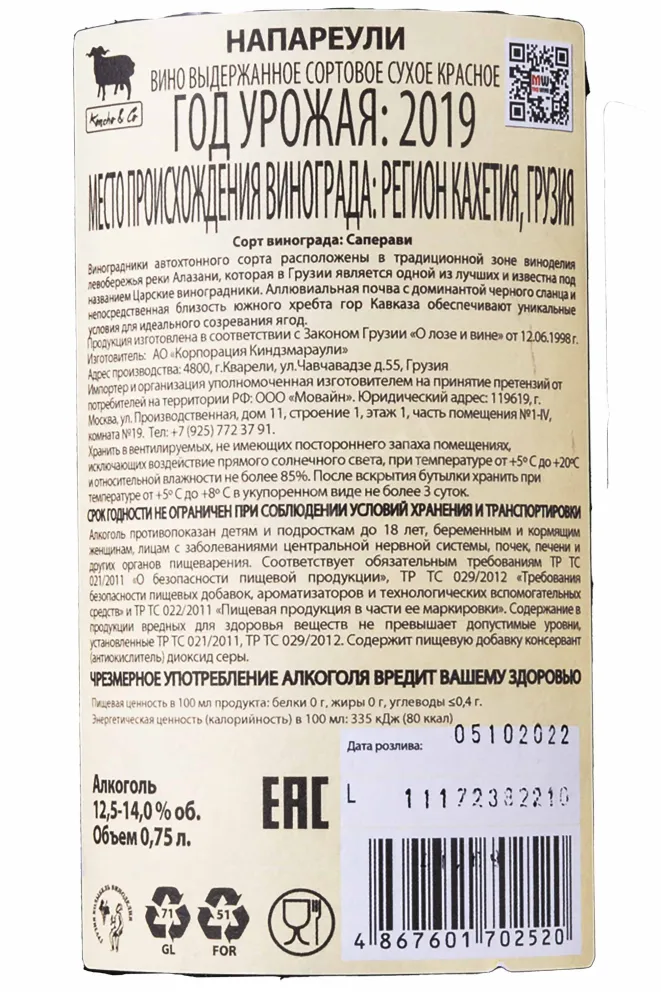 НАПАРЕУЛИ
ВИНО ВЫДЕРЖАННОЕ СОРТОВОЕ СУХОЕ КРАСНОЕ
Koncho & Co
ГОД УРОЖАЯ: 2019
МЕСТО ПРОИСХОЖДЕНИЯ ВИНОГРАДА: РЕГИОН КАХЕТИЯ, ГРУЗИЯ
Сорт винограда: Саперави
Виноградники автохтонного сорта расположены в традиционной зоне виноделия
левобережья реки Алазани, которая в Грузии является одной из лучших и известна под
названием Царские виноградники. Аллювиальная почва с доминантой черного сланца и
непосредственная близость южного хребта гор Кавказа обеспечивают уникальные
условия для идеального созревания ягод.
Продукция изготовлена в соответствии с Законом Грузии «О лозе и вине» от 12.06.1998 г.
Изготовитель: АО «Корпорация Киндзмараули»
Адрес производства: 4800, г.Кварели, ул.Чавчавадзе д.55, Грузия
Импортер и организация уполномоченная изготовителем на принятие претензий от
потребителей на территории РФ: ООО «Мовайн». Юридический адрес: 119619, г.
Москва, ул. Производственная, дом 11, строение 1, этаж 1, часть помещения №1-IV,
комната №19. Тел: +7 (925) 772 37 91.
Хранить в вентилируемых, не имеющих постороннего запаха помещениях,
исключающих воздействие прямого солнечного света, при температуре от +5º С до +20ºС
и относительной влажности не более 85%. После вскрытия бутылки хранить при
температуре от +5º С до +8º С в укупоренном виде не более 3 суток.
СРОК ГОДНОСТИ НЕ ОГРАНИЧЕН ПРИ СОБЛЮДЕНИИ УСЛОВИЙ ХРАНЕНИЯ И ТРАНСПОРТИРОВКИ
Алкоголь противопоказан детям и подросткам до 18 лет, беременным и кормящим
женщинам, лицам с заболеваниями центральной нервной системы, почек, печени и
других органов пищеварения. Соответствует обязательным требованиям ТР ТС
021/2011 «О безопасности пищевой продукции», ТР ТС 029/2012 «Требования
безопасности пищевых добавок, ароматизаторов и технологических вспомогательных
средств» и ТР ТС 022/2011 «Пищевая продукция в части ее маркировки». Содержание в
продукции вредных для здоровья веществ не превышает допустимые уровни,
установленные ТР ТС 021/2011, ТР ТС 029/2012. Содержит пищевую добавку консервант
(антиокислитель) диоксид серы.
ЧРЕЗМЕРНОЕ УПОТРЕБЛЕНИЕ АЛКОГОЛЯ ВРЕДИТ ВАШЕМУ ЗДОРОВЬЮ
Пищевая ценность в 100 мл продукта: белки 0 г, жиры 0 г, углеводы ≤0,4 г.
Энергетическая ценность (калорийность) в 100 мл: 335 кДж (80 ккал)
Дата розлива: 05102022
L 11172382210
Алкоголь
12,5-14,0 % об.
Объем 0,75 л.
EAC
71
GL
51
FOR
4 867601 702520